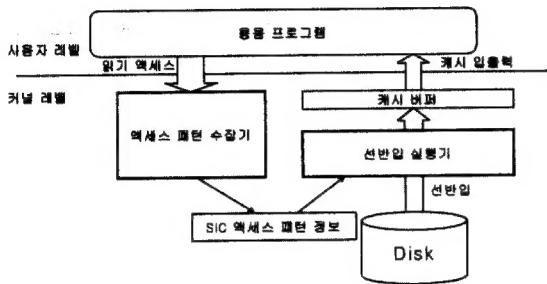 응용 프로그램
사용자 레벨
읽기 액세스
캐시 입출력
커널 레벨
캐시 버퍼
액세스 패턴 수집기
선반입 실행기
선반입
SIC 액세스 패턴 정보
Disk